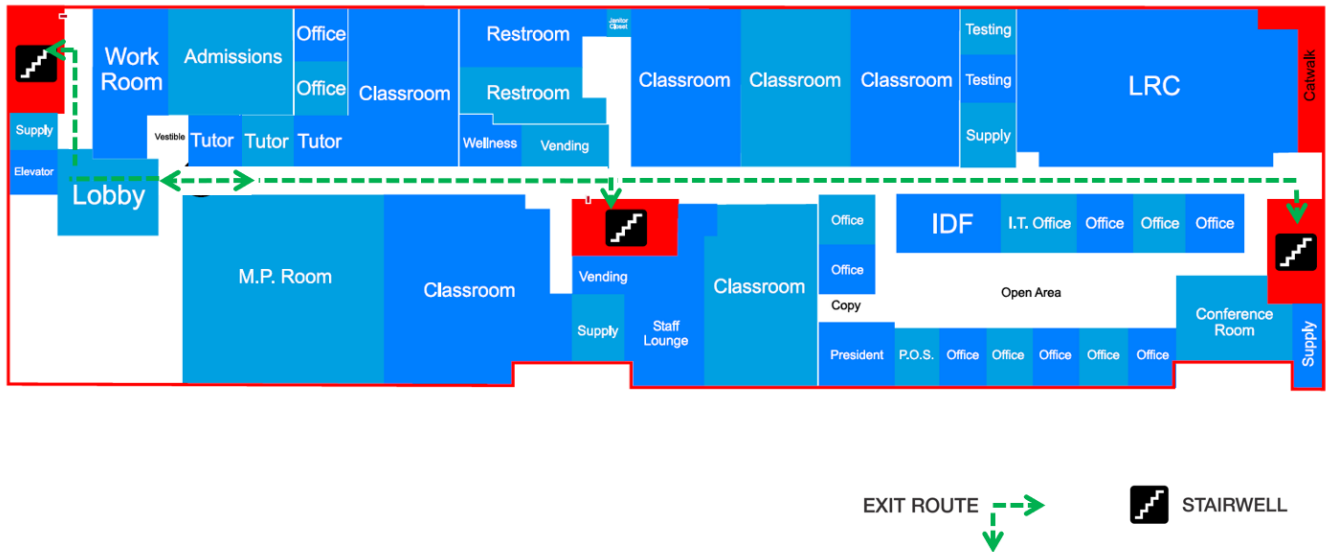 Work
Room
Admissions
Office
Office
Classroom
Restroom
Restroom
Janitor
Closet
Classroom
Classroom
Classroom
Testing
Testing
Supply
LRC
Catwalk
Supply
Elevator
Vestible
Tutor
Tutor
Tutor
Wellness
Vending
Lobby
M.P. Room
Classroom
Vending
Supply
Staff
Lounge
Classroom
Office
Office
Copy
President
IDF
I.T. Office
Office
Office
Office
Open Area
P.O.S.
Office
Office
Office
Office
Office
Conference
Room
Supply
EXIT ROUTE
STAIRWELL